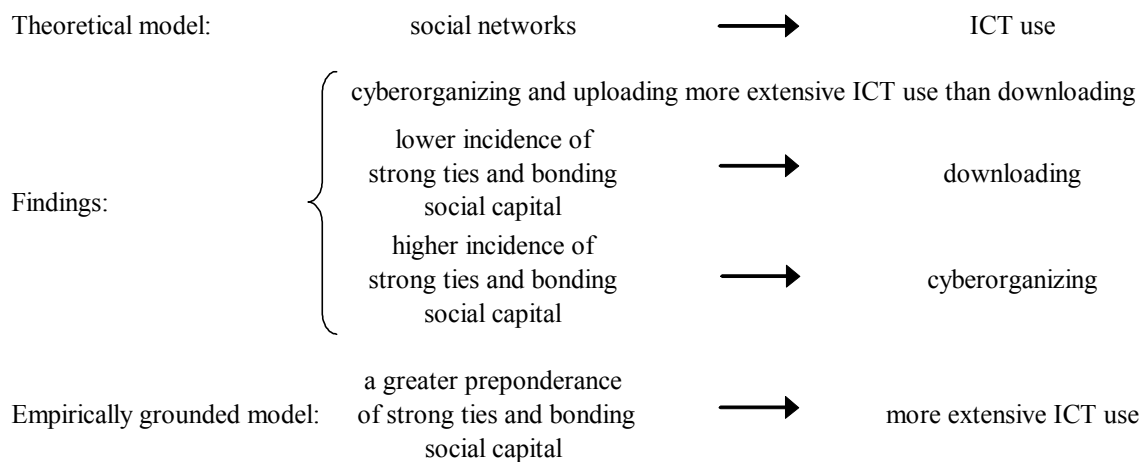 Theoretical model: social networks ICT use
cyberorganizing and uploading more extensive ICT use than downloading
Findings:
lower incidence of
strong ties and bonding
social capital
downloading
higher incidence of
strong ties and bonding
social capital
cyberorganizing
Empirically grounded model:
a greater preponderance
of strong ties and bonding
social capital
more extensive ICT use